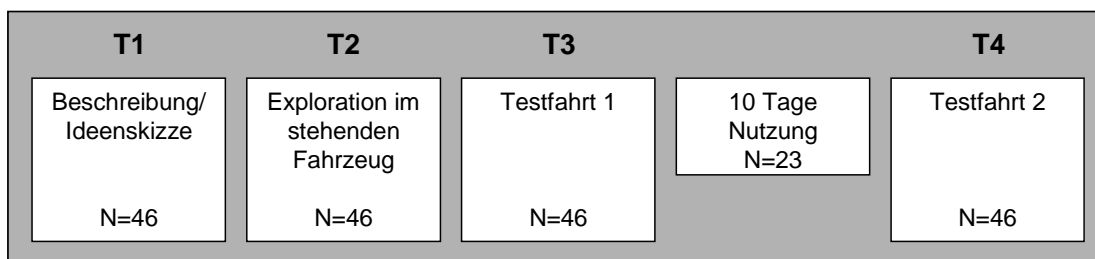 T1
T2
T3
T4
Beschreibung/
Ideenskizze
N=46
Exploration im
stehenden
Fahrzeug
N=46
Testfahrt 1
N=46
10 Tage
Nutzung
N=23
Testfahrt 2
N=46